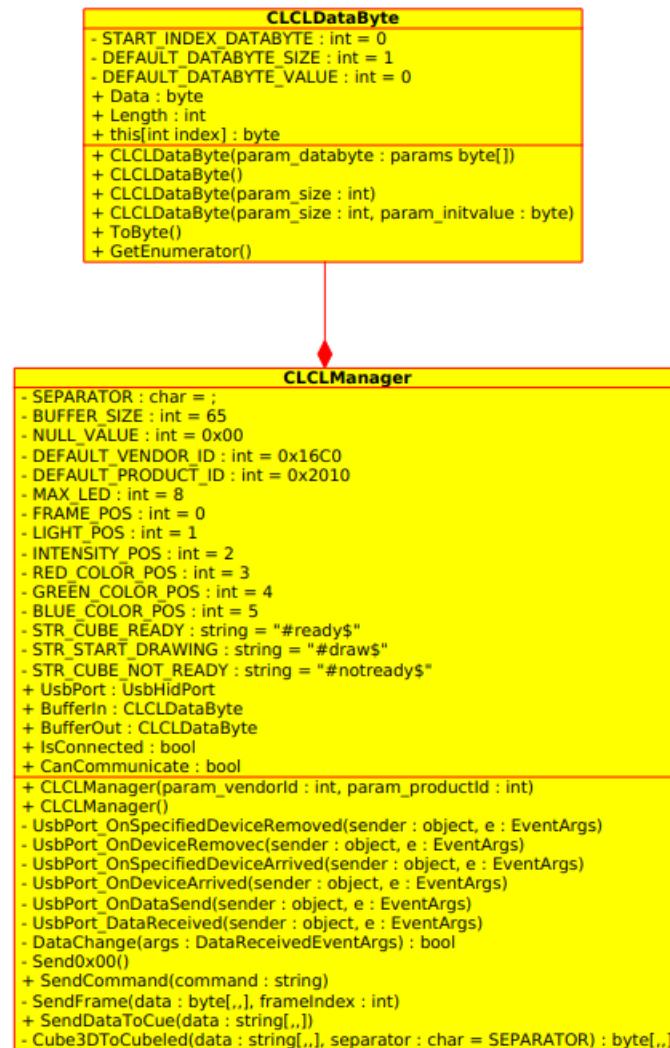 CLCLDataByte
- START_INDEX_DATABYTE : int = 0
- DEFAULT_DATABYTE_SIZE : int = 1
- DEFAULT_DATABYTE_VALUE : int = 0
+ Data : byte
+ Length : int
+ this[int index] : byte
+ CLCLDataByte(param_databyte : params byte[])
+ CLCLDataByte()
+ CLCLDataByte(param_size : int)
+ CLCLDataByte(param_size : int, param_initvalue : byte)
+ ToByte()
+ GetEnumerator()
CLCLManager
- SEPARATOR : char = ;
- BUFFER_SIZE : int = 65
- NULL_VALUE : int = 0x00
- DEFAULT_VENDOR_ID : int = 0x16C0
- DEFAULT_PRODUCT_ID : int = 0x2010
- MAX_LED : int = 8
- FRAME_POS : int = 0
- LIGHT_POS : int = 1
- INTENSITY_POS : int = 2
- RED_COLOR_POS : int = 3
- GREEN_COLOR_POS : int = 4
- BLUE_COLOR_POS : int = 5
- STR_CUBE_READY : string = "#ready$"
- STR_START_DRAWING : string = "#draw$"
- STR_CUBE_NOT_READY : string = "#notready$"
+ UsbPort : UsbHidPort
+ BufferIn : CLCLDataByte
+ BufferOut : CLCLDataByte
+ IsConnected : bool
+ CanCommunicate : bool
+ CLCLManager(param_vendorId : int, param_productId : int)
+ CLCLManager()
- UsbPort_OnSpecifiedDeviceRemoved(sender : object, e : EventArgs)
- UsbPort_OnDeviceRemovec(sender : object, e : EventArgs)
- UsbPort_OnSpecifiedDeviceArrived(sender : object, e : EventArgs)
- UsbPort_OnDeviceArrived(sender : object, e : EventArgs)
- UsbPort_OnDataSend(sender : object, e : EventArgs)
- UsbPort_DataReceived(sender : object, e : EventArgs)
- DataChange(args : DataReceivedEventArgs) : bool
- Send0x00()
+ SendCommand(command : string)
- SendFrame(data : byte[,,], frameIndex : int)
+ SendDataToCue(data : string[,,])
- Cube3DToCubeled(data : string[,,], separator : char = SEPARATOR) : byte[,,]